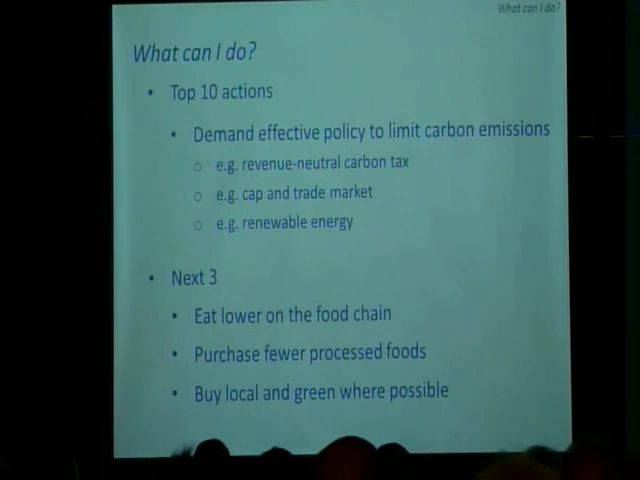 What can I do?
What can I do?
• Top 10 actions
• Demand effective policy to limit carbon emissions
o e.g. revenue-neutral carbon tax
o e.g. cap and trade market
o e.g. renewable energy
• Next 3
• Eat lower on the food chain
• Purchase fewer processed foods
• Buy local and green where possible